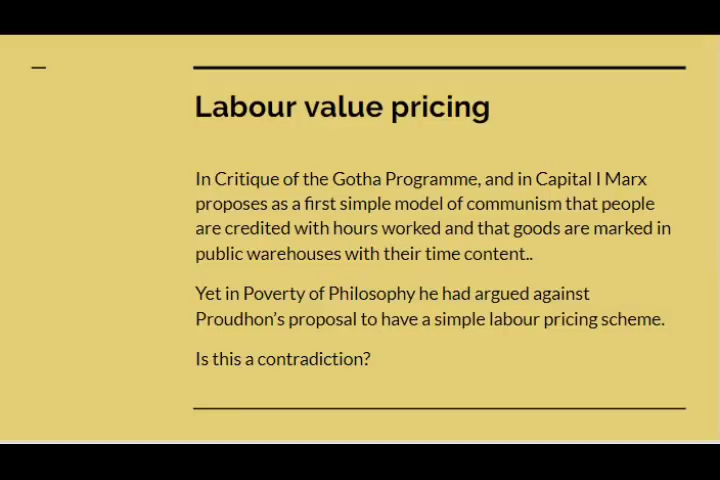 Labour value pricing
In Critique of the Gotha Programme, and in Capital I Marx
proposes as a first simple model of communism that people
are credited with hours worked and that goods are marked in
public warehouses with their time content..
Yet in Poverty of Philosophy he had argued against
Proudhon’s proposal to have a simple labour pricing scheme.
Is this a contradiction?